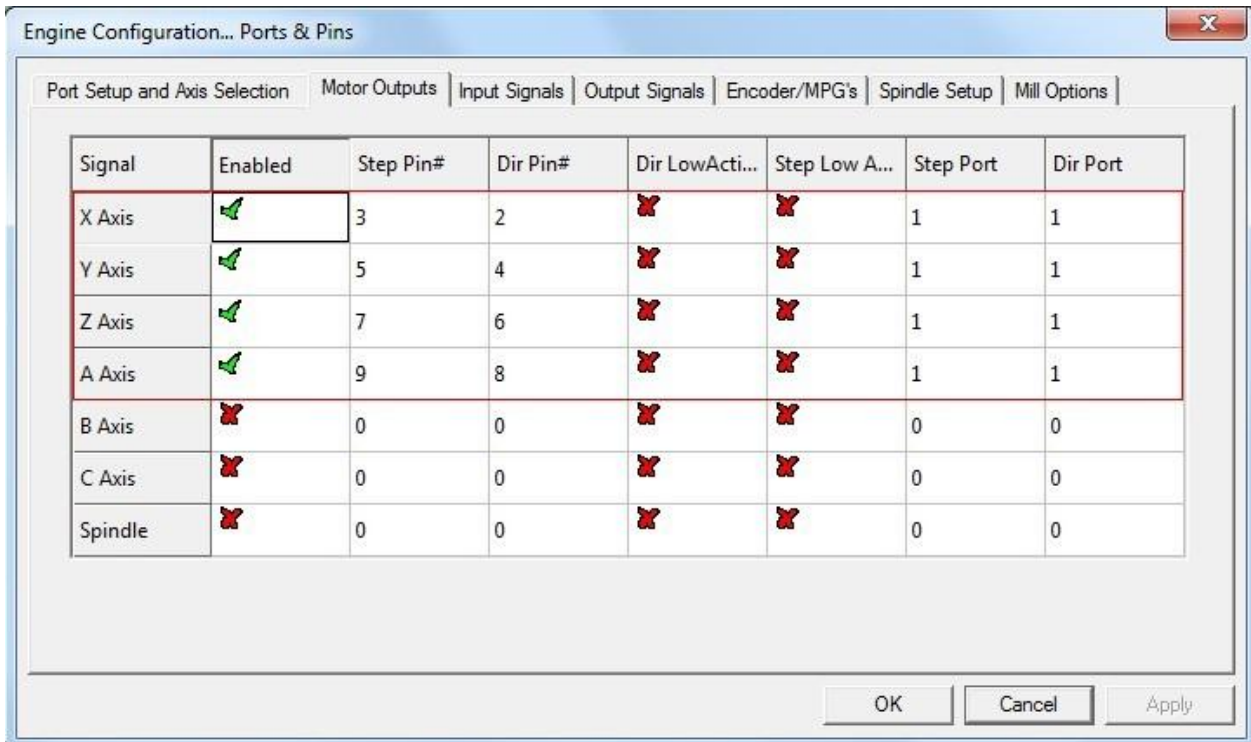 Engine Configuration... Ports & Pins
Port Setup and Axis Selection Motor Outputs Input Signals Output Signals Encoder/MPG's Spindle Setup Mill Options
Signal Enabled Step Pin# Dir Pin# Dir LowActi... Step Low A... Step Port Dir Port
X Axis 3 2 1 1
Y Axis 5 4 1 1
Z Axis 7 6 1 1
A Axis 9 8 1 1
B Axis 0 0 0 0
C Axis 0 0 0 0
Spindle 0 0 0 0
OK Cancel Apply